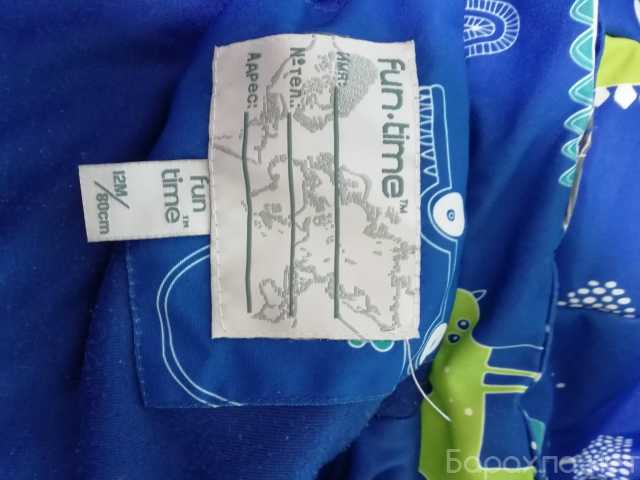 fun·time™
Имя:
№ тел.:
Адрес:
fun
time™
12M/
80cm